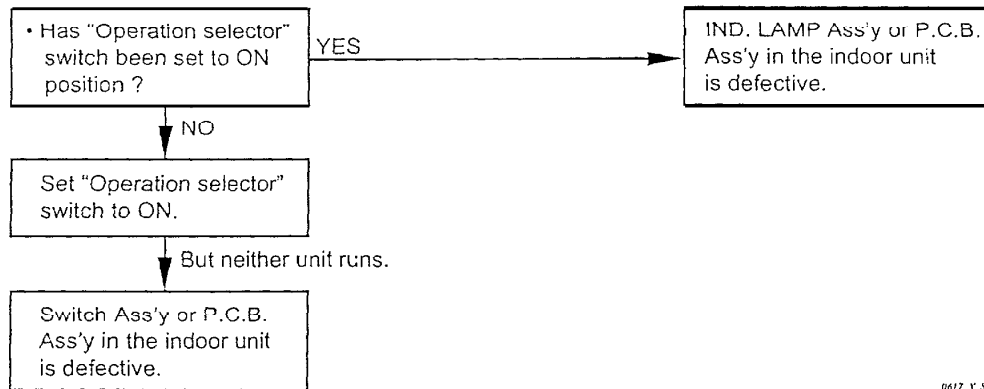 • Has "Operation selector"
switch been set to ON
position ?
YES
IND. LAMP Ass'y or P.C.B.
Ass'y in the indoor unit
is defective.
NO
Set "Operation selector"
switch to ON.
But neither unit runs.
Switch Ass'y or P.C.B.
Ass'y in the indoor unit
is defective.